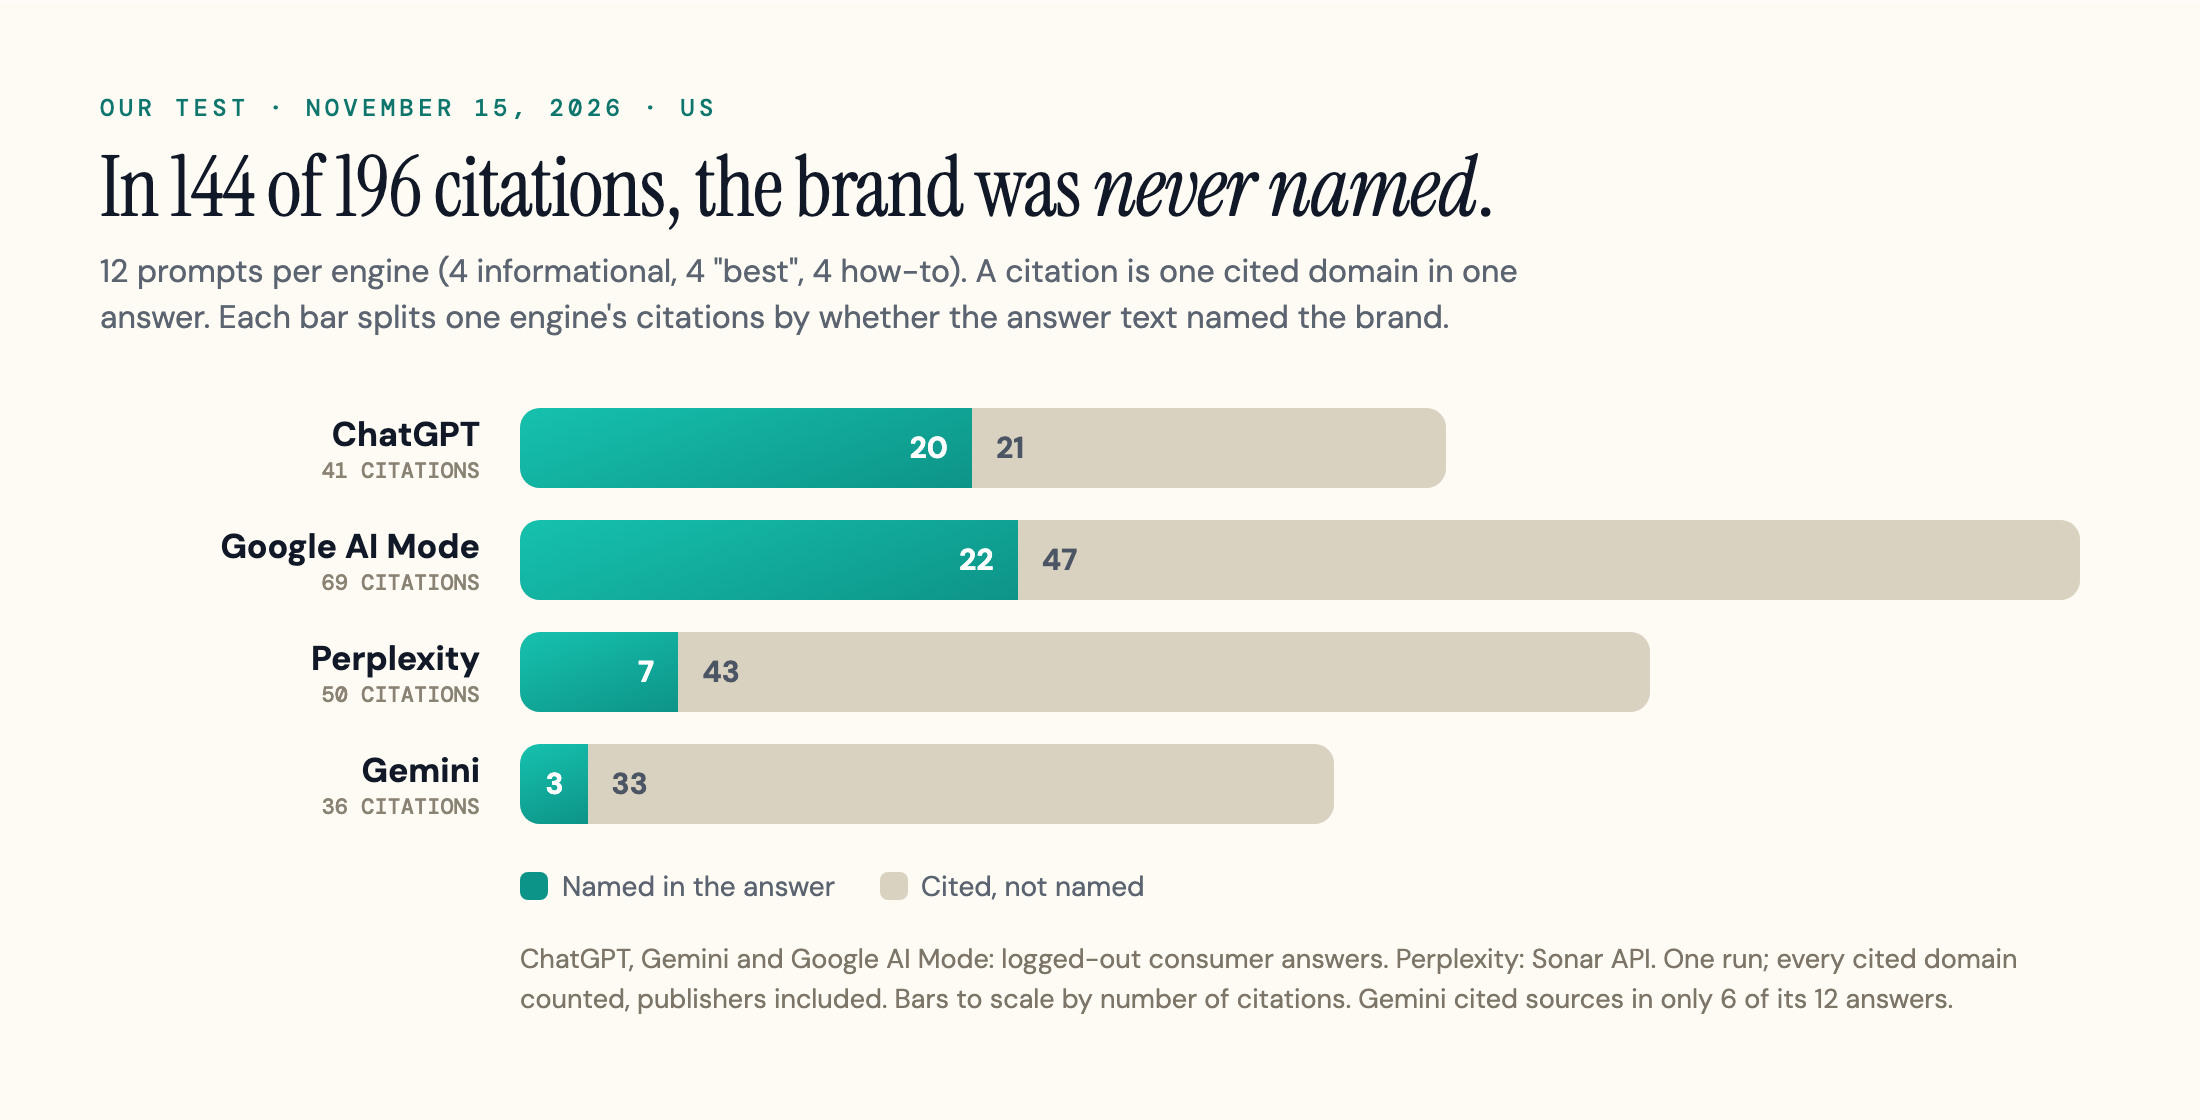 OUR TEST · NOVEMBER 15, 2026 · US
In 144 of 196 citations, the brand was never named.
12 prompts per engine (4 informational, 4 "best", 4 how-to). A citation is one cited domain in one
answer. Each bar splits one engine's citations by whether the answer text named the brand.
ChatGPT
41 CITATIONS
20 21
Google AI Mode
69 CITATIONS
22 47
Perplexity
50 CITATIONS
7 43
Gemini
36 CITATIONS
3 33
Named in the answer Cited, not named
ChatGPT, Gemini and Google AI Mode: logged-out consumer answers. Perplexity: Sonar API. One run; every cited domain
counted, publishers included. Bars to scale by number of citations. Gemini cited sources in only 6 of its 12 answers.